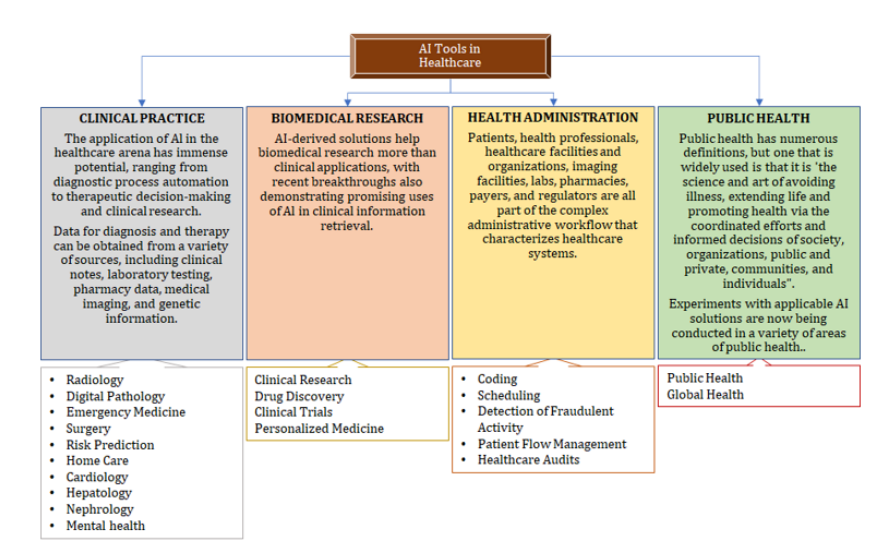 AI Tools in
Healthcare
CLINICAL PRACTICE
The application of AI in the
healthcare arena has immense
potential, ranging from
diagnostic process automation
to therapeutic decision-making
and clinical research.
Data for diagnosis and therapy
can be obtained from a variety
of sources, including clinical
notes, laboratory testing,
pharmacy data, medical
imaging, and genetic
information.
• Radiology
• Digital Pathology
• Emergency Medicine
• Surgery
• Risk Prediction
• Home Care
• Cardiology
• Hepatology
• Nephrology
• Mental health
BIOMEDICAL RESEARCH
AI-derived solutions help
biomedical research more than
clinical applications, with
recent breakthroughs also
demonstrating promising uses
of AI in clinical information
retrieval.
Clinical Research
Drug Discovery
Clinical Trials
Personalized Medicine
HEALTH ADMINISTRATION
Patients, health professionals,
healthcare facilities and
organizations, imaging
facilities, labs, pharmacies,
payers, and regulators are all
part of the complex
administrative workflow that
characterizes healthcare
systems.
• Coding
• Scheduling
• Detection of Fraudulent
Activity
• Patient Flow Management
• Healthcare Audits
PUBLIC HEALTH
Public health has numerous
definitions, but one that is
widely used is that it is "the
science and art of avoiding
illness, extending life and
promoting health via the
coordinated efforts and
informed decisions of society,
organizations, public and
private, communities, and
individuals".
Experiments with applicable AI
solutions are now being
conducted in a variety of areas
of public health..
Public Health
Global Health